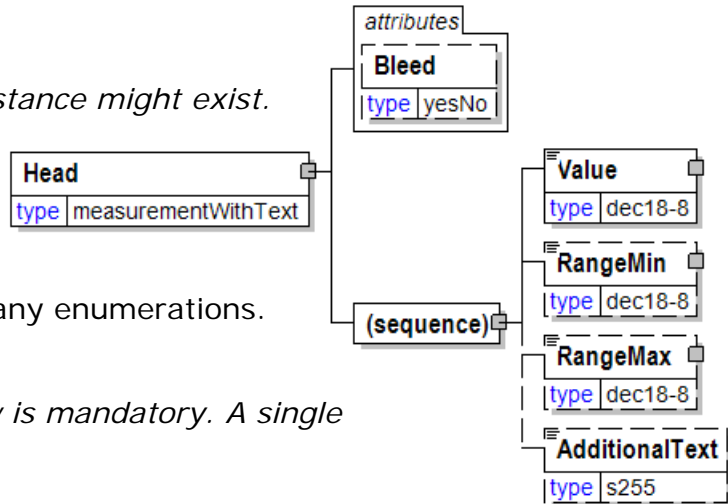 attributes
Bleed
type yesNo
stance might exist.
Head
type measurementWithText
Value
type dec18-8
RangeMin
type dec18-8
any enumerations.
(sequence)
RangeMax
type dec18-8
y is mandatory. A single
AdditionalText
type s255